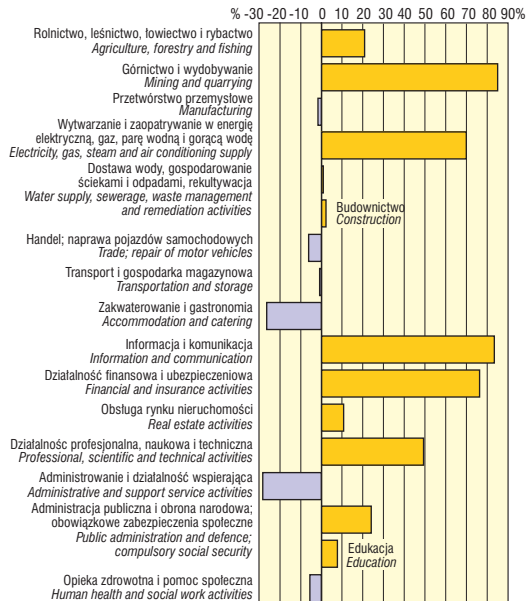 % -30 -20 -10 0 10 20 30 40 50 60 70 80 90%
Rolnictwo, leśnictwo, łowiectwo i rybactwo
Agriculture, forestry and fishing
Górnictwo i wydobywanie
Mining and quarrying
Przetwórstwo przemysłowe
Manufacturing
Wytwarzanie i zaopatrywanie w energię
elektryczną, gaz, parę wodną i gorącą wodę
Electricity, gas, steam and air conditioning supply
Dostawa wody, gospodarowanie
ściekami i odpadami, rekultywacja
Water supply, sewerage, waste management
and remediation activities
Budownictwo
Construction
Handel; naprawa pojazdów samochodowych
Trade; repair of motor vehicles
Transport i gospodarka magazynowa
Transportation and storage
Zakwaterowanie i gastronomia
Accommodation and catering
Informacja i komunikacja
Information and communication
Działalność finansowa i ubezpieczeniowa
Financial and insurance activities
Obsługa rynku nieruchomości
Real estate activities
Działalnośc profesjonalna, naukowa i techniczna
Professional, scientific and technical activities
Administrowanie i działalność wspierająca
Administrative and support service activities
Administracja publiczna i obrona narodowa;
obowiązkowe zabezpieczenia społeczne
Public administration and defence;
compulsory social security
Edukacja
Education
Opieka zdrowotna i pomoc społeczna
Human health and social work activities